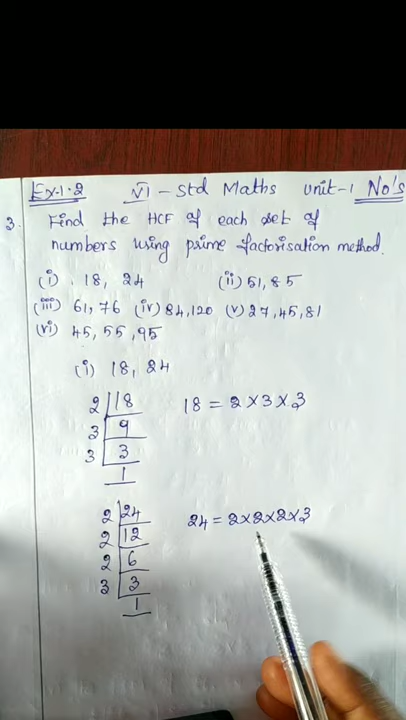 Ex.1.2 VI - Std Maths unit-1 No's
3. Find the HCF of each set of
numbers using prime factorisation method.
(i) 18, 24 (ii) 51, 85
(iii) 61, 76 (iv) 84, 120 (v) 27, 45, 81
(vi) 45, 55, 95
(i) 18, 24
2 18 18 = 2 × 3 × 3
3 9
3 3
1
2 24 24 = 2×2×2×3
2 12
2 6
3 3
1